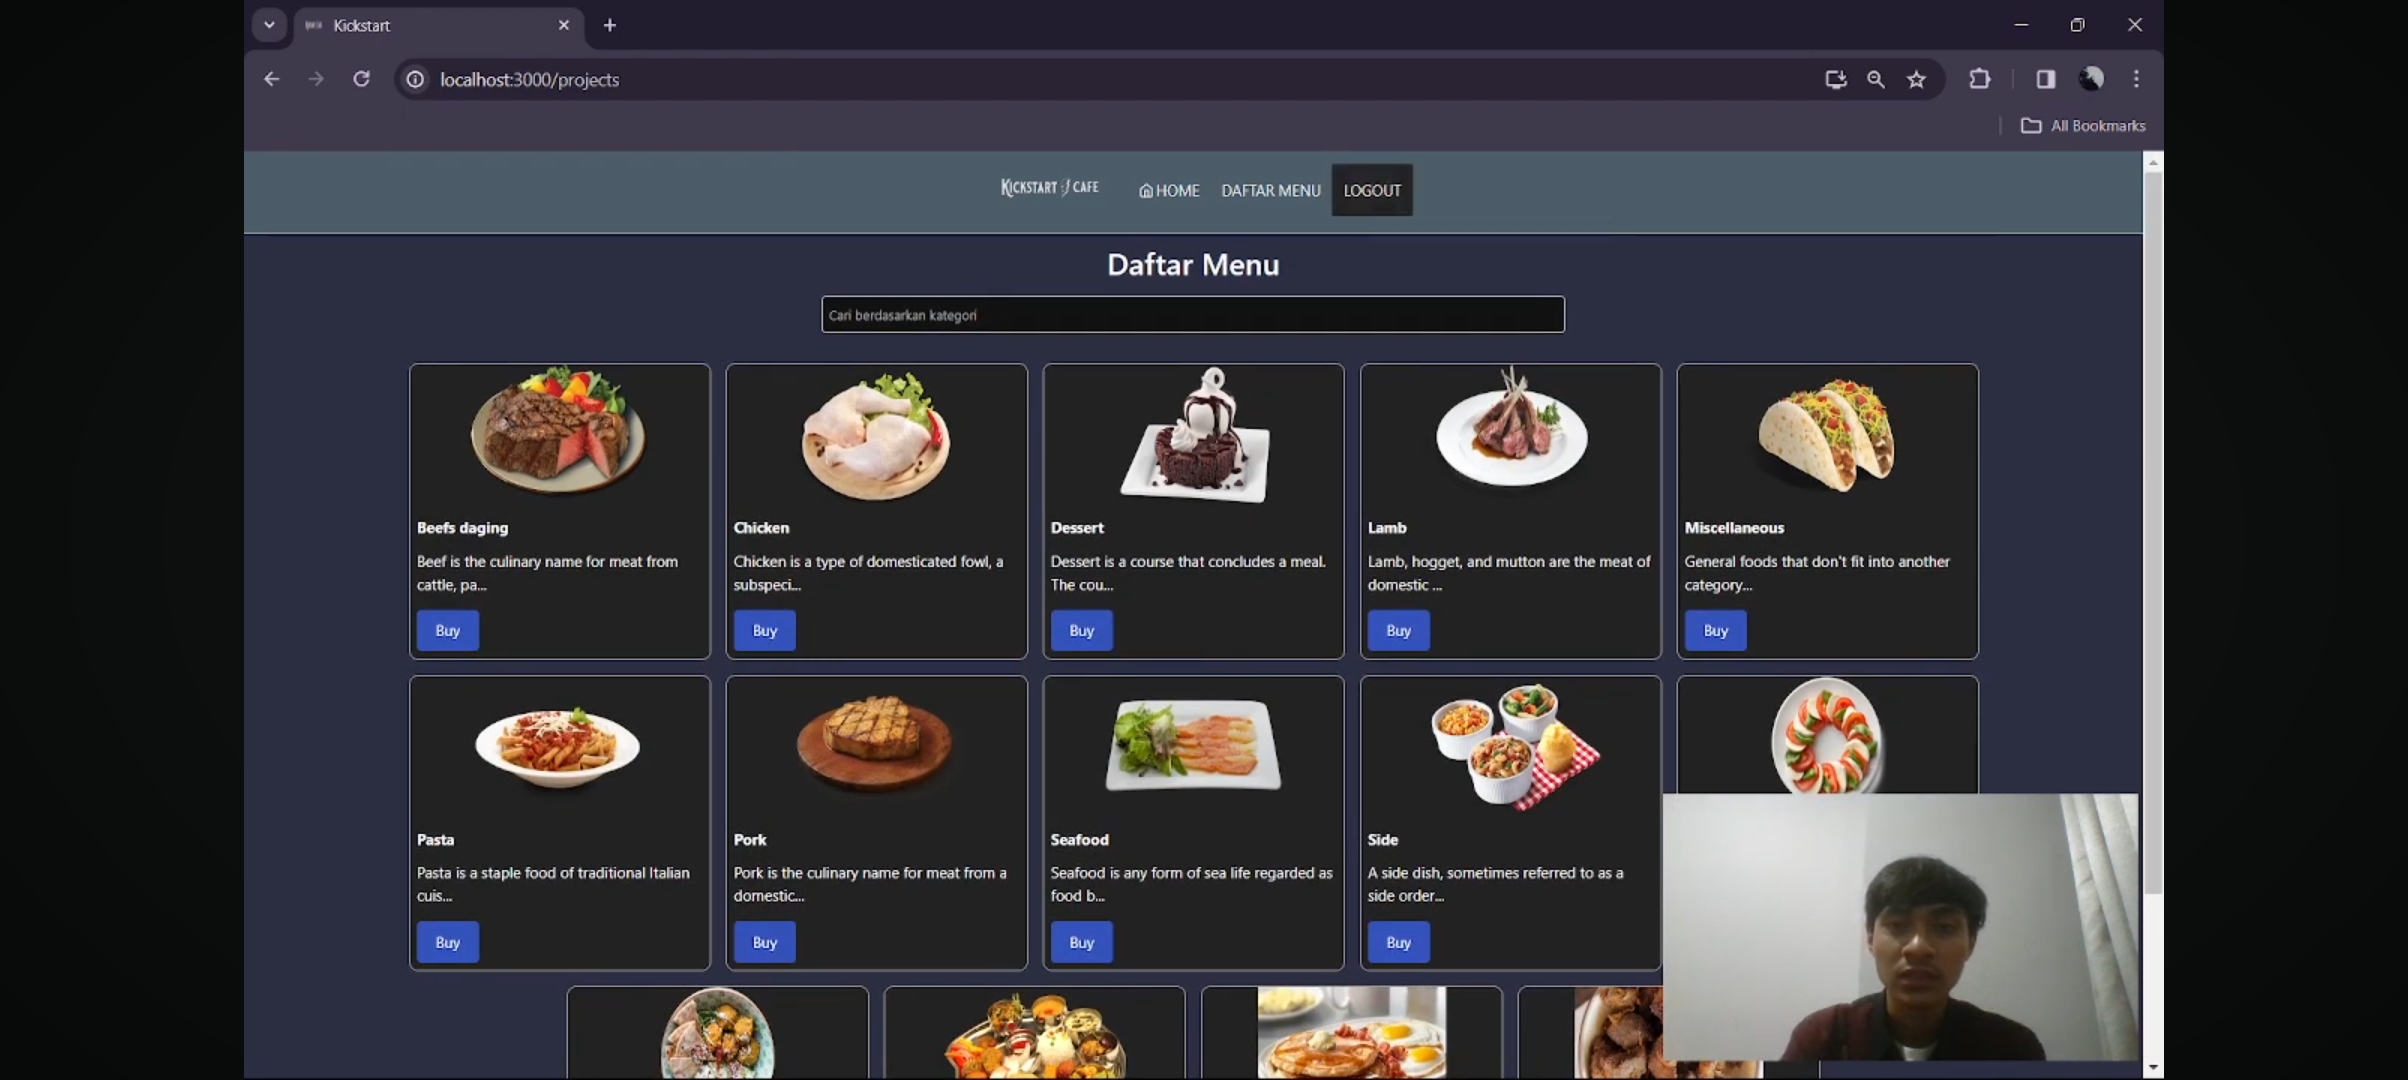 Kickstart
localhost:3000/projects
All Bookmarks
KICKSTART CAFE
HOME
DAFTAR MENU
LOGOUT
Daftar Menu
Cari berdasarkan kategori
Beefs daging
Beef is the culinary name for meat from
cattle, pa...
Buy
Chicken
Chicken is a type of domesticated fowl, a
subspeci...
Buy
Dessert
Dessert is a course that concludes a meal.
The cou...
Buy
Lamb
Lamb, hogget, and mutton are the meat of
domestic ...
Buy
Miscellaneous
General foods that don't fit into another
category...
Buy
Pasta
Pasta is a staple food of traditional Italian
cuis...
Buy
Pork
Pork is the culinary name for meat from a
domestic...
Buy
Seafood
Seafood is any form of sea life regarded as
food b...
Buy
Side
A side dish, sometimes referred to as a
side order...
Buy